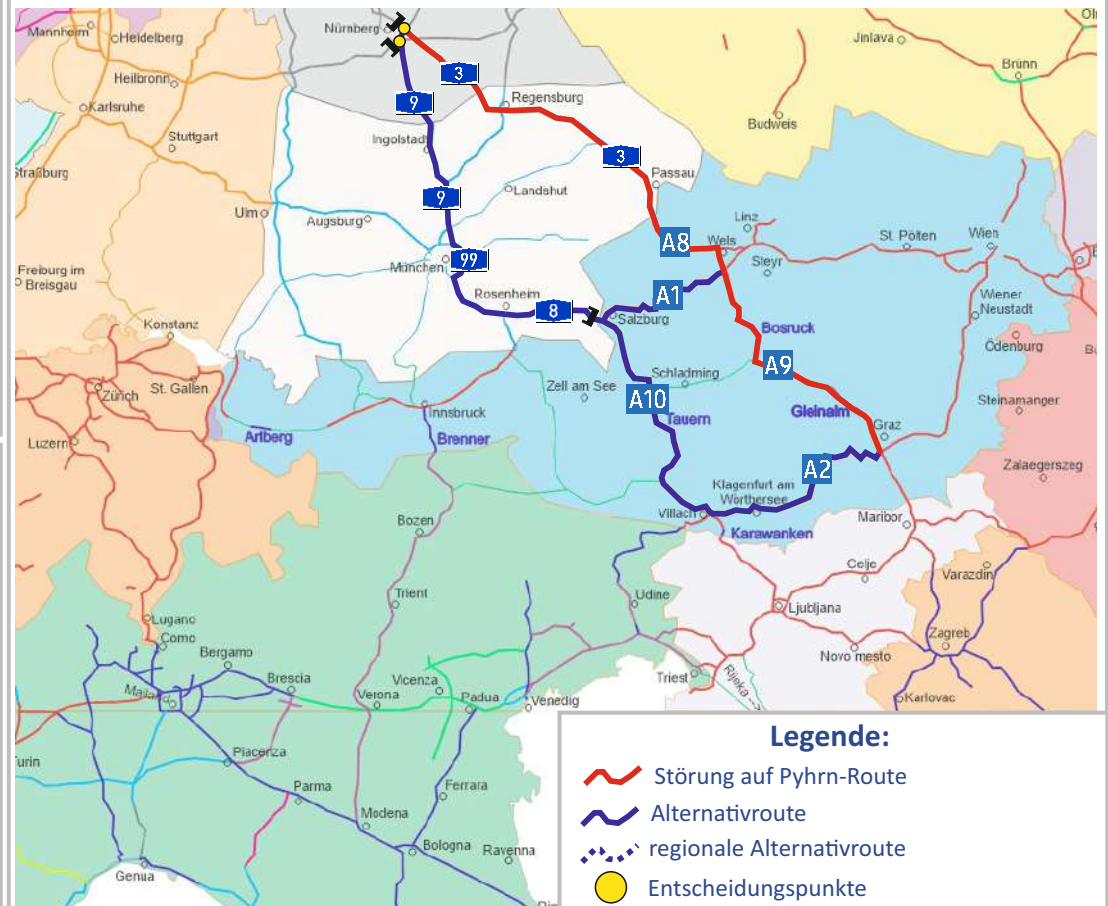 Mannheim
Heidelberg
Nürnberg
Jinlava
Heilbronn
3
Brünn
Karlsruhe
9
Regensburg
Stuttgart
Ingolstadt
Budweis
3
Straßburg
Passau
9
Landshut
Ulm
Augsburg
Linz
St. Pölten
Wien
A8
Wels
Steyr
99
München
Freiburg im
Breisgau
Rosenheim
8
A1
Wiener
Neustadt
Salzburg
Konstanz
Bosruck
Ödenburg
Zürich
St. Gallen
Zell am See
Schladming
A9
A10
Steinamanger
Innsbruck
Tauern
Gleinalm
Graz
Luzern
Arlberg
Brenner
A2
Zalaegerszeg
Klagenfurt am
Wörthersee
Bozen
Villach
Maribor
Karawanken
Celje
Varazdin
Trient
Udine
Ljubljana
Lugano
Como
Zagreb
Bergamo
Novo mesto
Brescia
Vicenza
Triest
Rijeka -->
Mailand
Verona
Padua
Venedig
Karlovac
Piacenza
Turin
Parma
Ferrara
Modena
Bologna
Ravenna
Genua
Legende:
Störung auf Pyhrn-Route
Alternativroute
regionale Alternativroute
Entscheidungspunkte